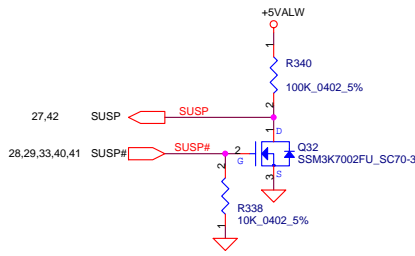 +5VALW
1
R340
100K_0402_5%
2
27,42 SUSP SUSP
1
D
Q32
SSM3K7002FU_SC70-3
28,29,33,40,41 SUSP# SUSP# 2
G
S
3
2
R338
10K_0402_5%
1